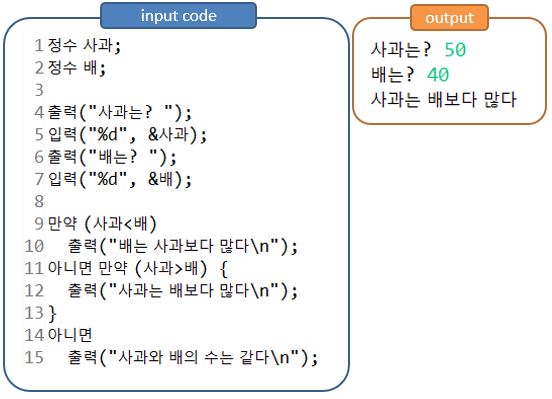 input code
1 정수 사과;
2 정수 배;
3
4 출력("사과는? ");
5 입력("%d", &사과);
6 출력("배는? ");
7 입력("%d", &배);
8
9 만약 (사과<배)
10   출력("배는 사과보다 많다\n");
11 아니면 만약 (사과>배) {
12   출력("사과는 배보다 많다\n");
13 }
14 아니면
15   출력("사과와 배의 수는 같다\n");
output
사과는? 50
배는? 40
사과는 배보다 많다